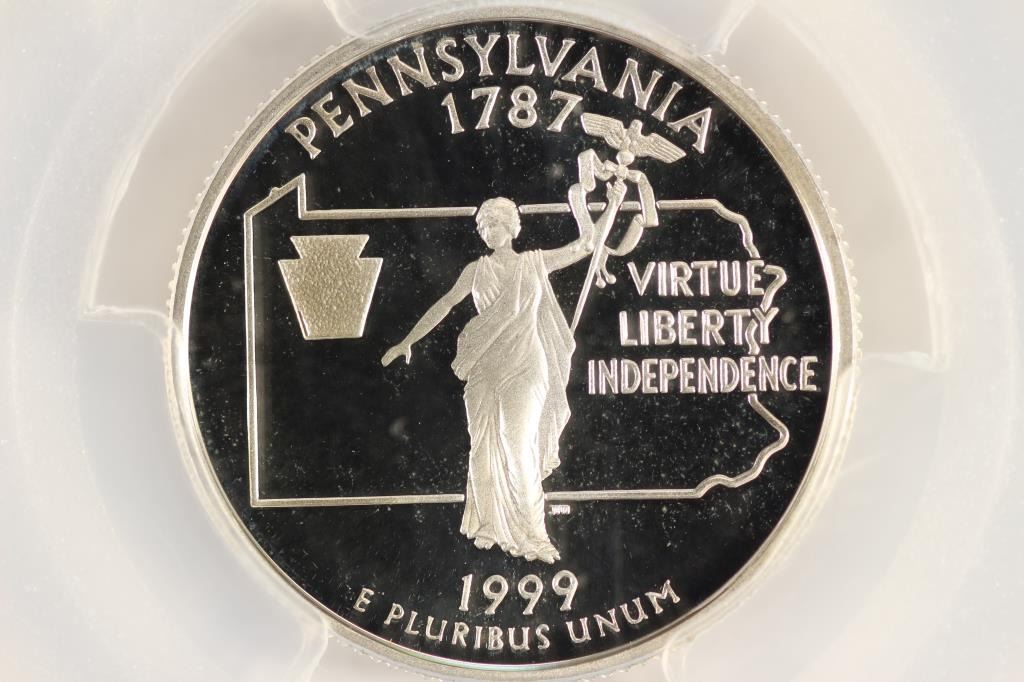 PENNSYLVANIA
1787
VIRTUE
LIBERTY
INDEPENDENCE
1999
E PLURIBUS UNUM